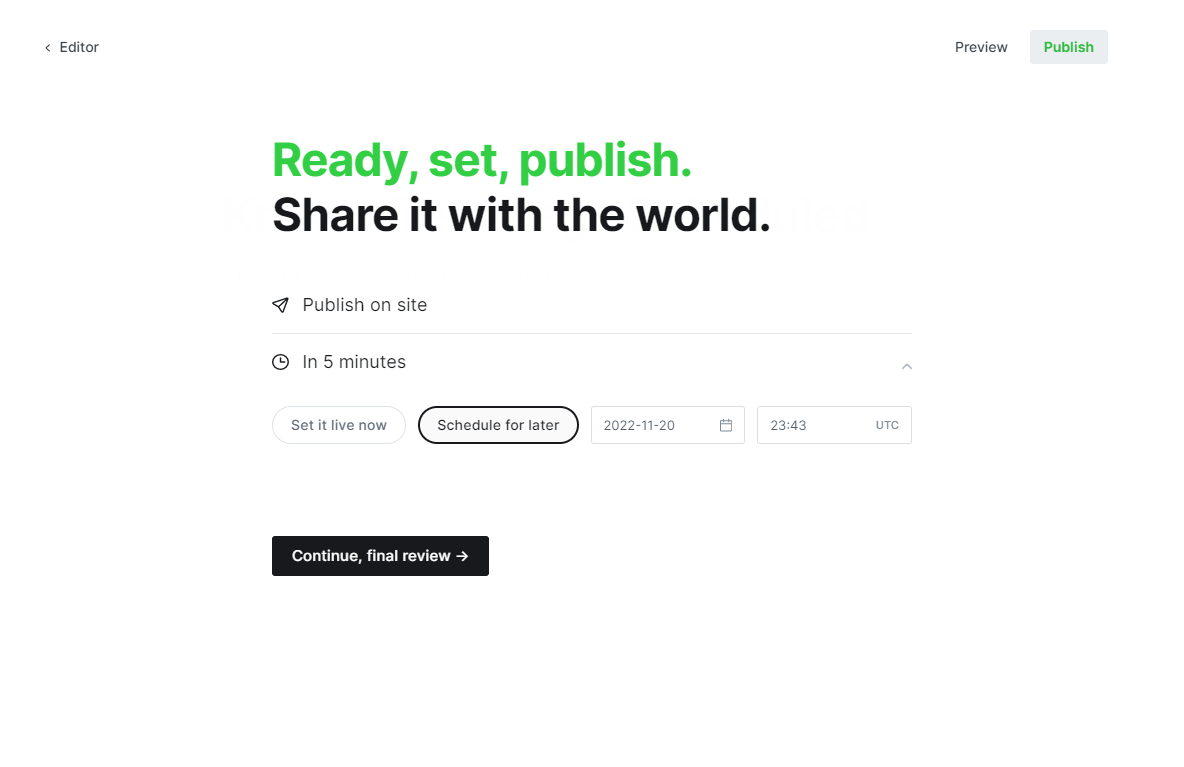 Editor
Preview
Publish
Ready, set, publish.
Share it with the world.
Publish on site
In 5 minutes
Set it live now
Schedule for later
2022-11-20
23:43 UTC
Continue, final review →